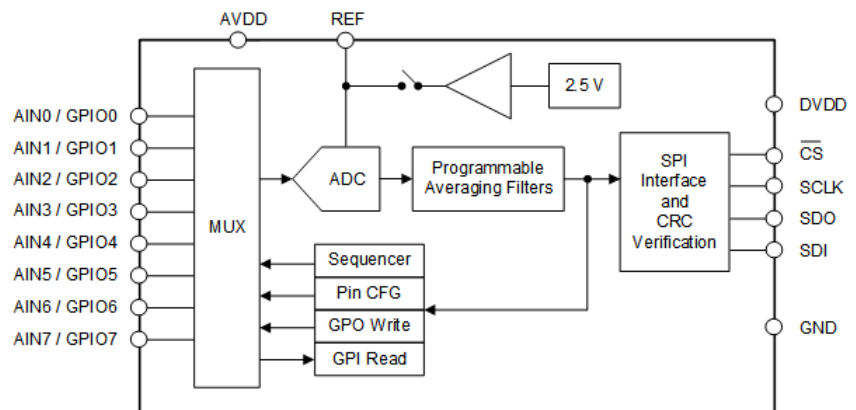 AVDD
REF
2.5 V
AIN0 / GPIO0
AIN1 / GPIO1
AIN2 / GPIO2
AIN3 / GPIO3
AIN4 / GPIO4
AIN5 / GPIO5
AIN6 / GPIO6
AIN7 / GPIO7
MUX
ADC
Programmable
Averaging Filters
Sequencer
Pin CFG
GPO Write
GPI Read
SPI
Interface
and
CRC
Verification
DVDD
CS
SCLK
SDO
SDI
GND